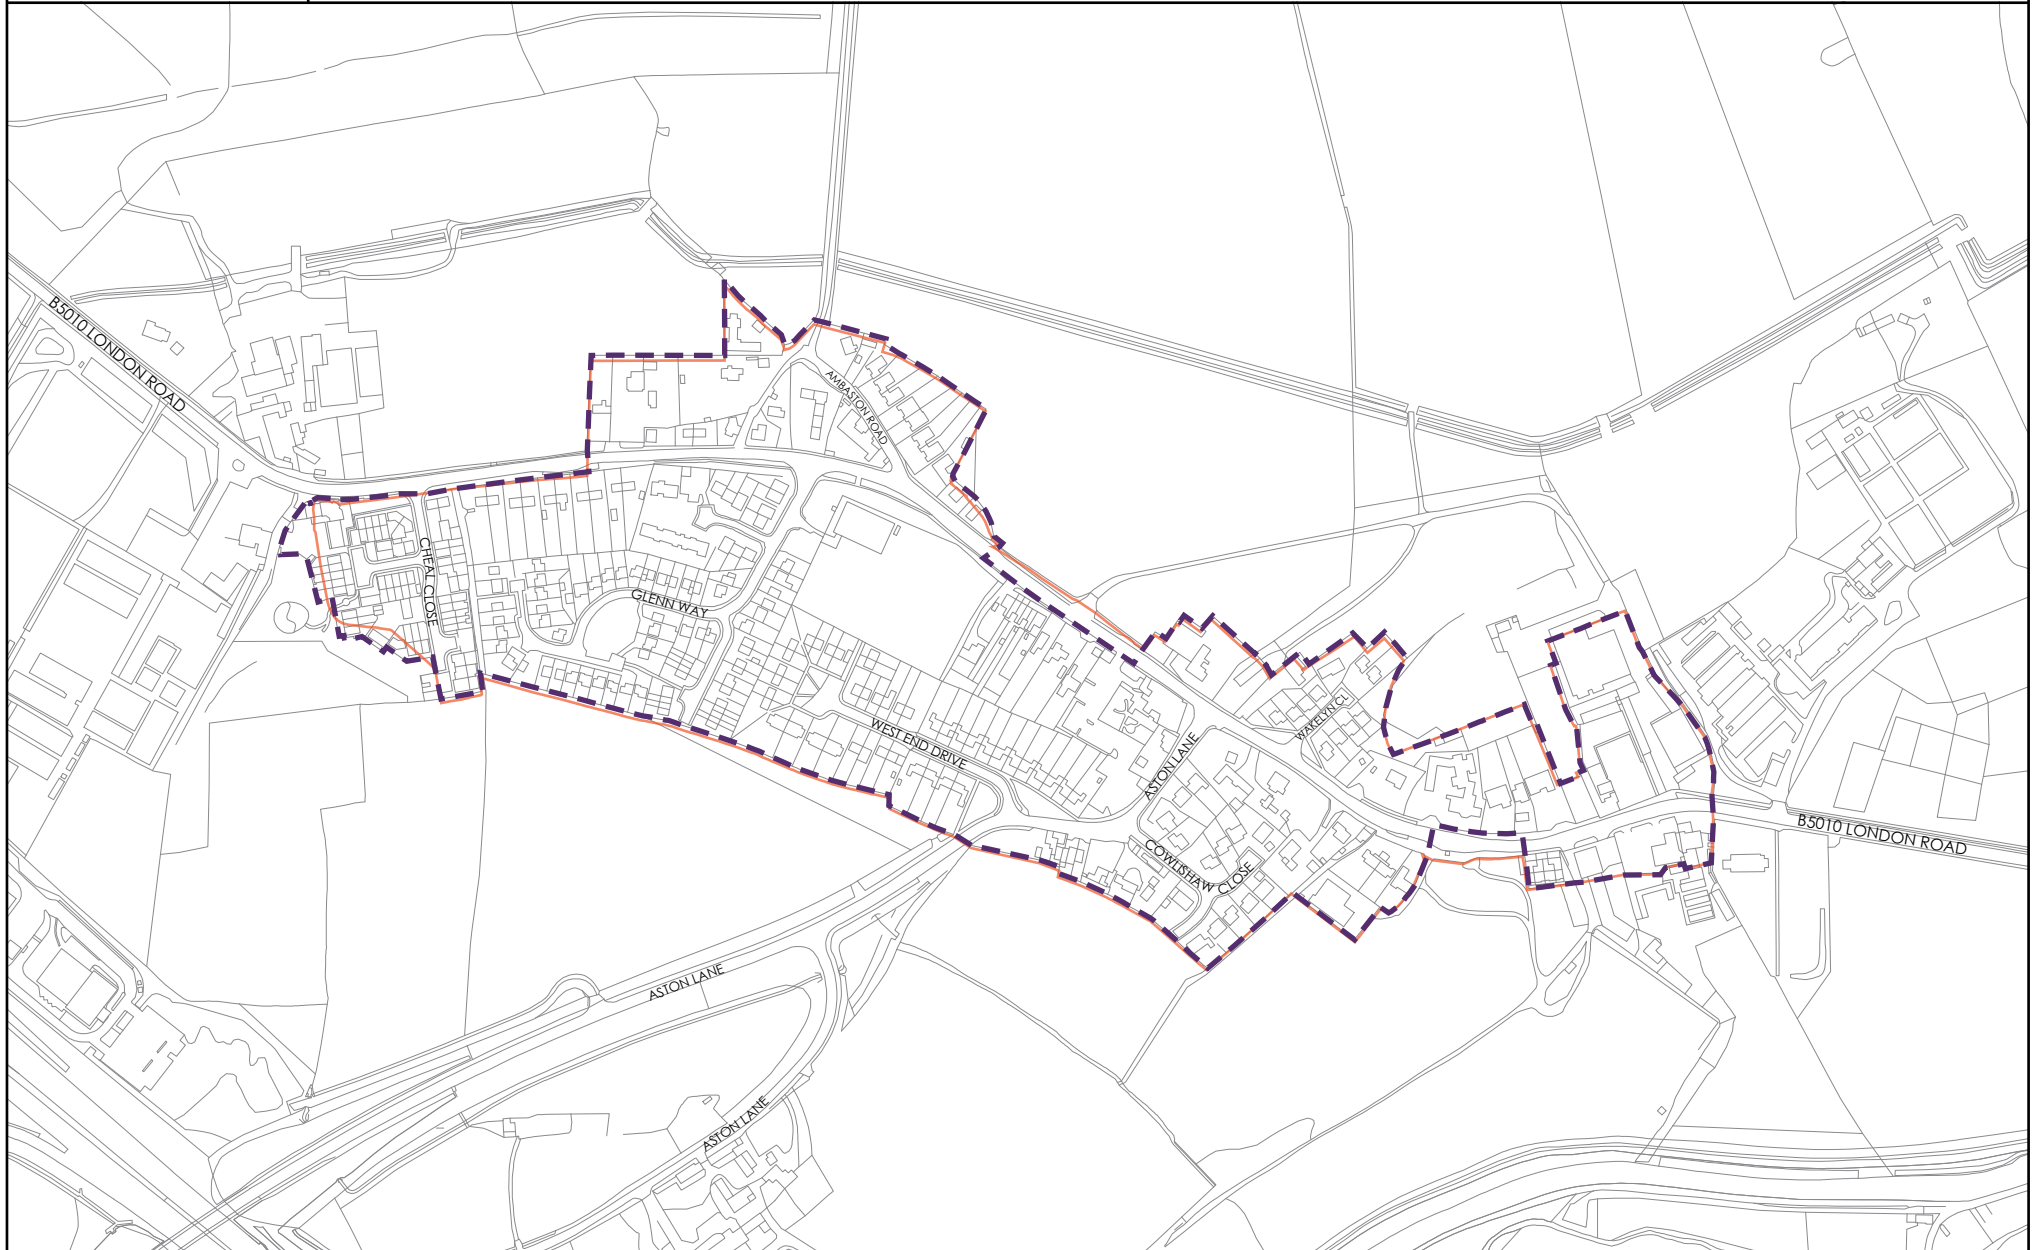 B5010 LONDON ROAD
AMBASTON ROAD
CHEAL CLOSE
GLENN WAY
WEST END DRIVE
WAKELYN CL
ASTON LANE
COWLISHAW CLOSE
B5010 LONDON ROAD
ASTON LANE
ASTON LANE